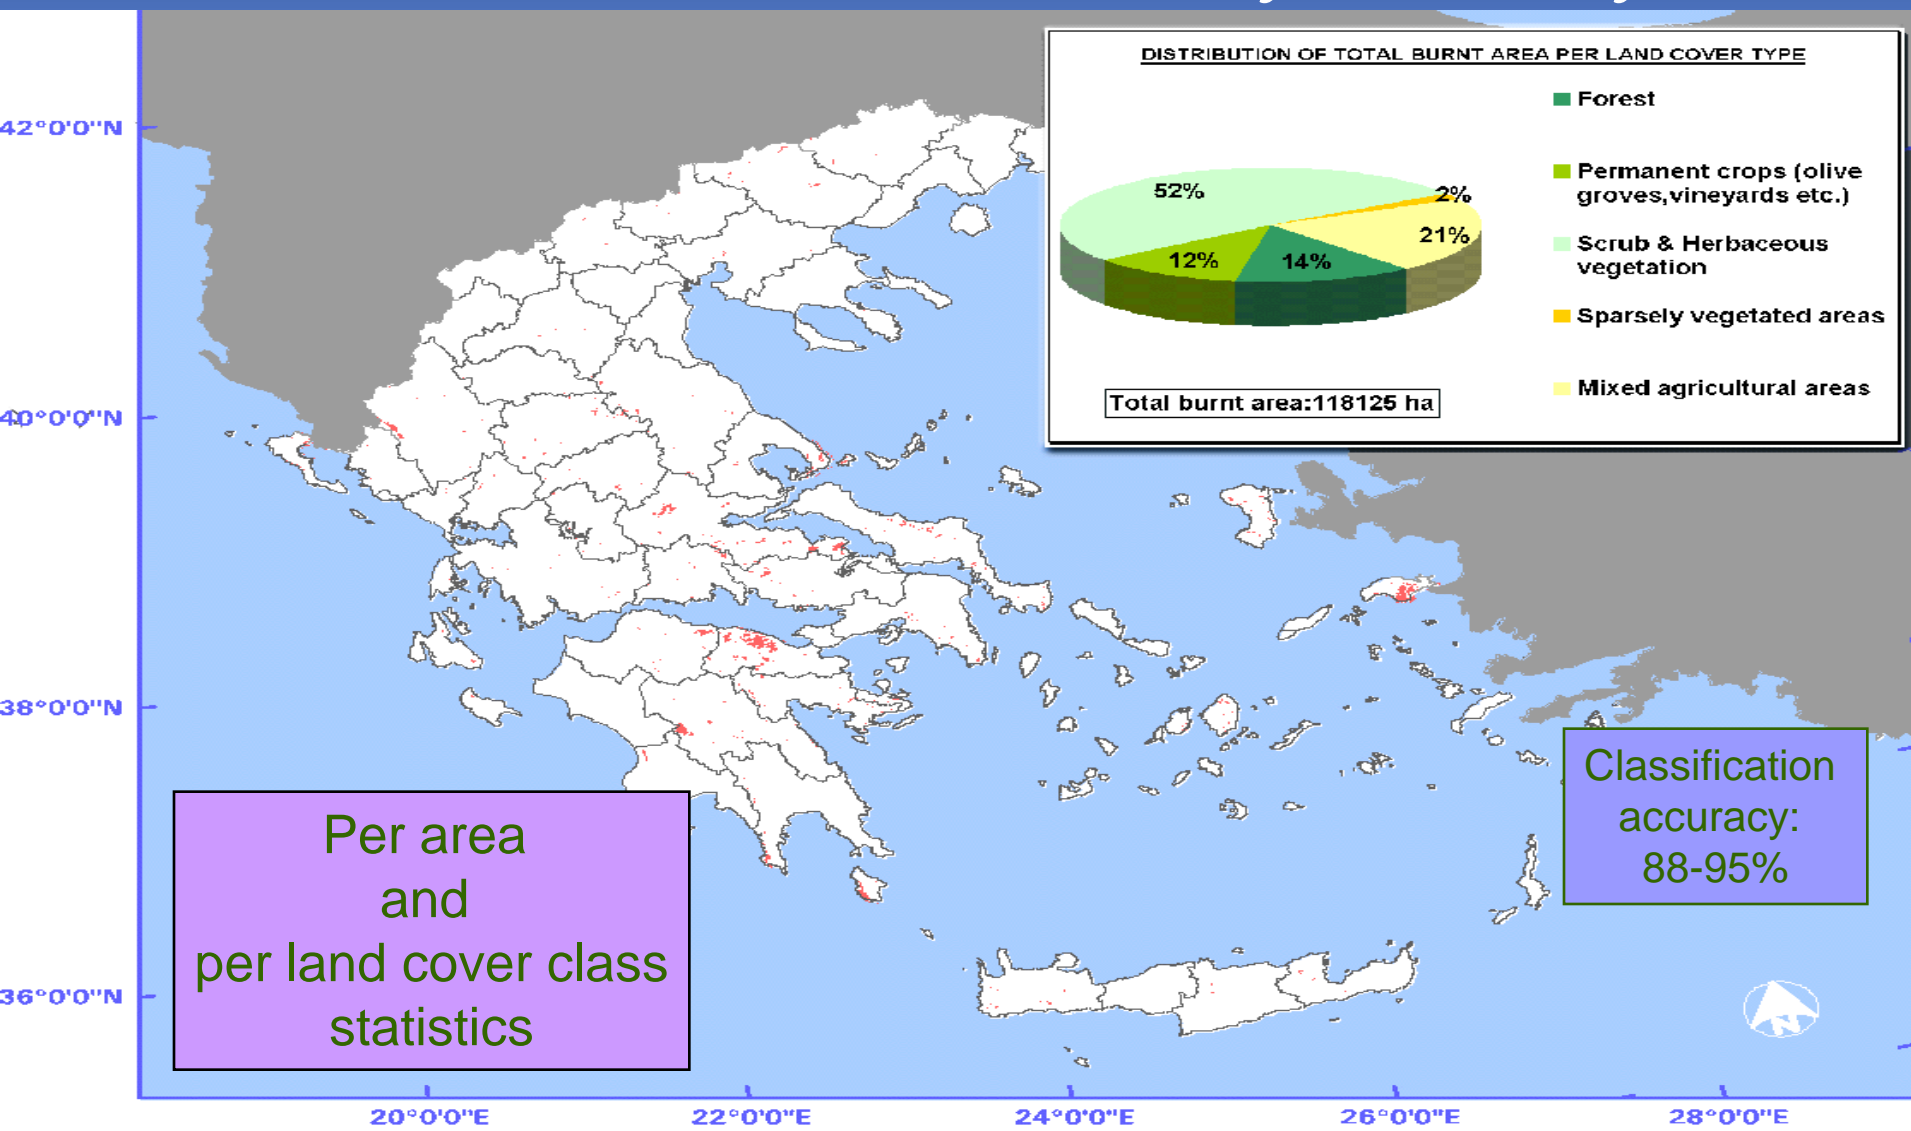 DISTRIBUTION OF TOTAL BURNT AREA PER LAND COVER TYPE
Forest
Permanent crops (olive
groves,vineyards etc.)
Scrub & Herbaceous
vegetation
Sparsely vegetated areas
Mixed agricultural areas
52%
2%
21%
12%
14%
Total burnt area:118125 ha
42°0'0"N
40°0'0"N
38°0'0"N
36°0'0"N
Classification
accuracy:
88-95%
Per area
and
per land cover class
statistics
N
20°0'0"E
22°0'0"E
24°0'0"E
26°0'0"E
28°0'0"E